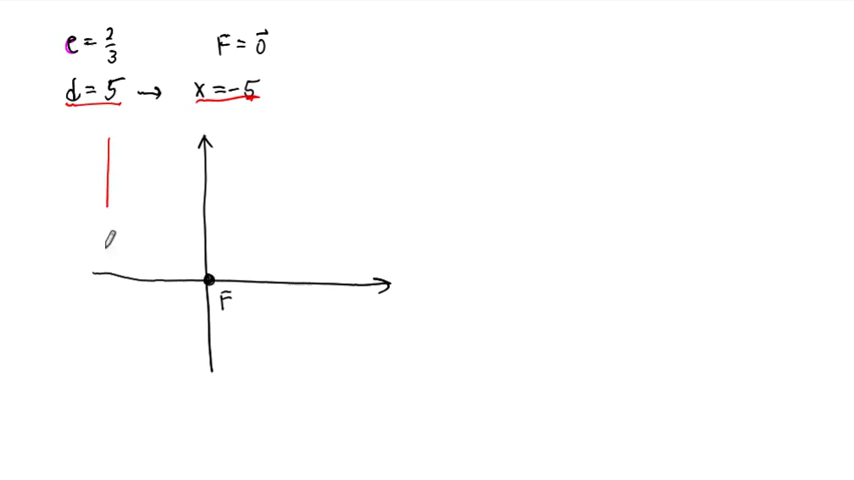 e = 2/3 F = 0⃗
d = 5 → x = -5
F